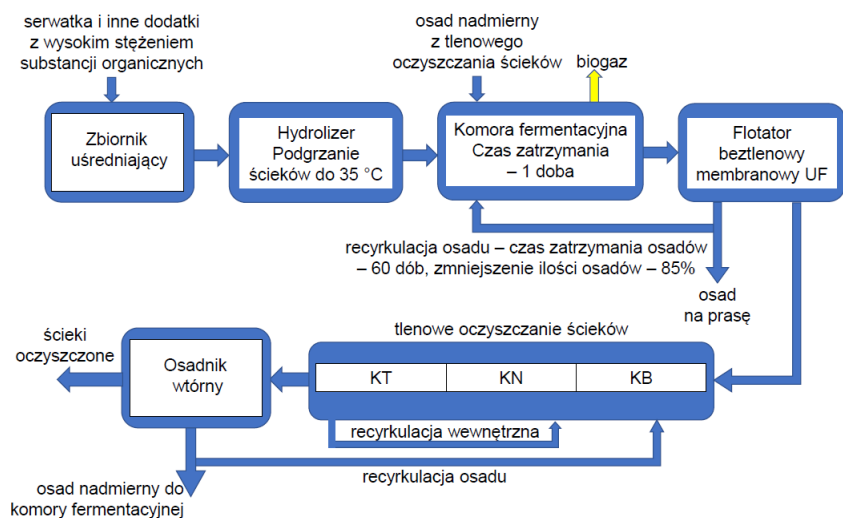 serwatka i inne dodatki
z wysokim stężeniem
substancji organicznych
osad nadmierny
z tlenowego
oczyszczania ścieków
biogaz
Zbiornik
uśredniający
Hydrolizer
Podgrzanie
ścieków do 35 °C
Komora fermentacyjna
Czas zatrzymania
– 1 doba
Flotator
beztlenowy
membranowy UF
recyrkulacja osadu – czas zatrzymania osadów
– 60 dób, zmniejszenie ilości osadów – 85%
osad
na prasę
tlenowe oczyszczanie ścieków
ścieki
oczyszczone
Osadnik
wtórny
KT
KN
KB
recyrkulacja wewnętrzna
recyrkulacja osadu
osad nadmierny do
komory fermentacyjnej